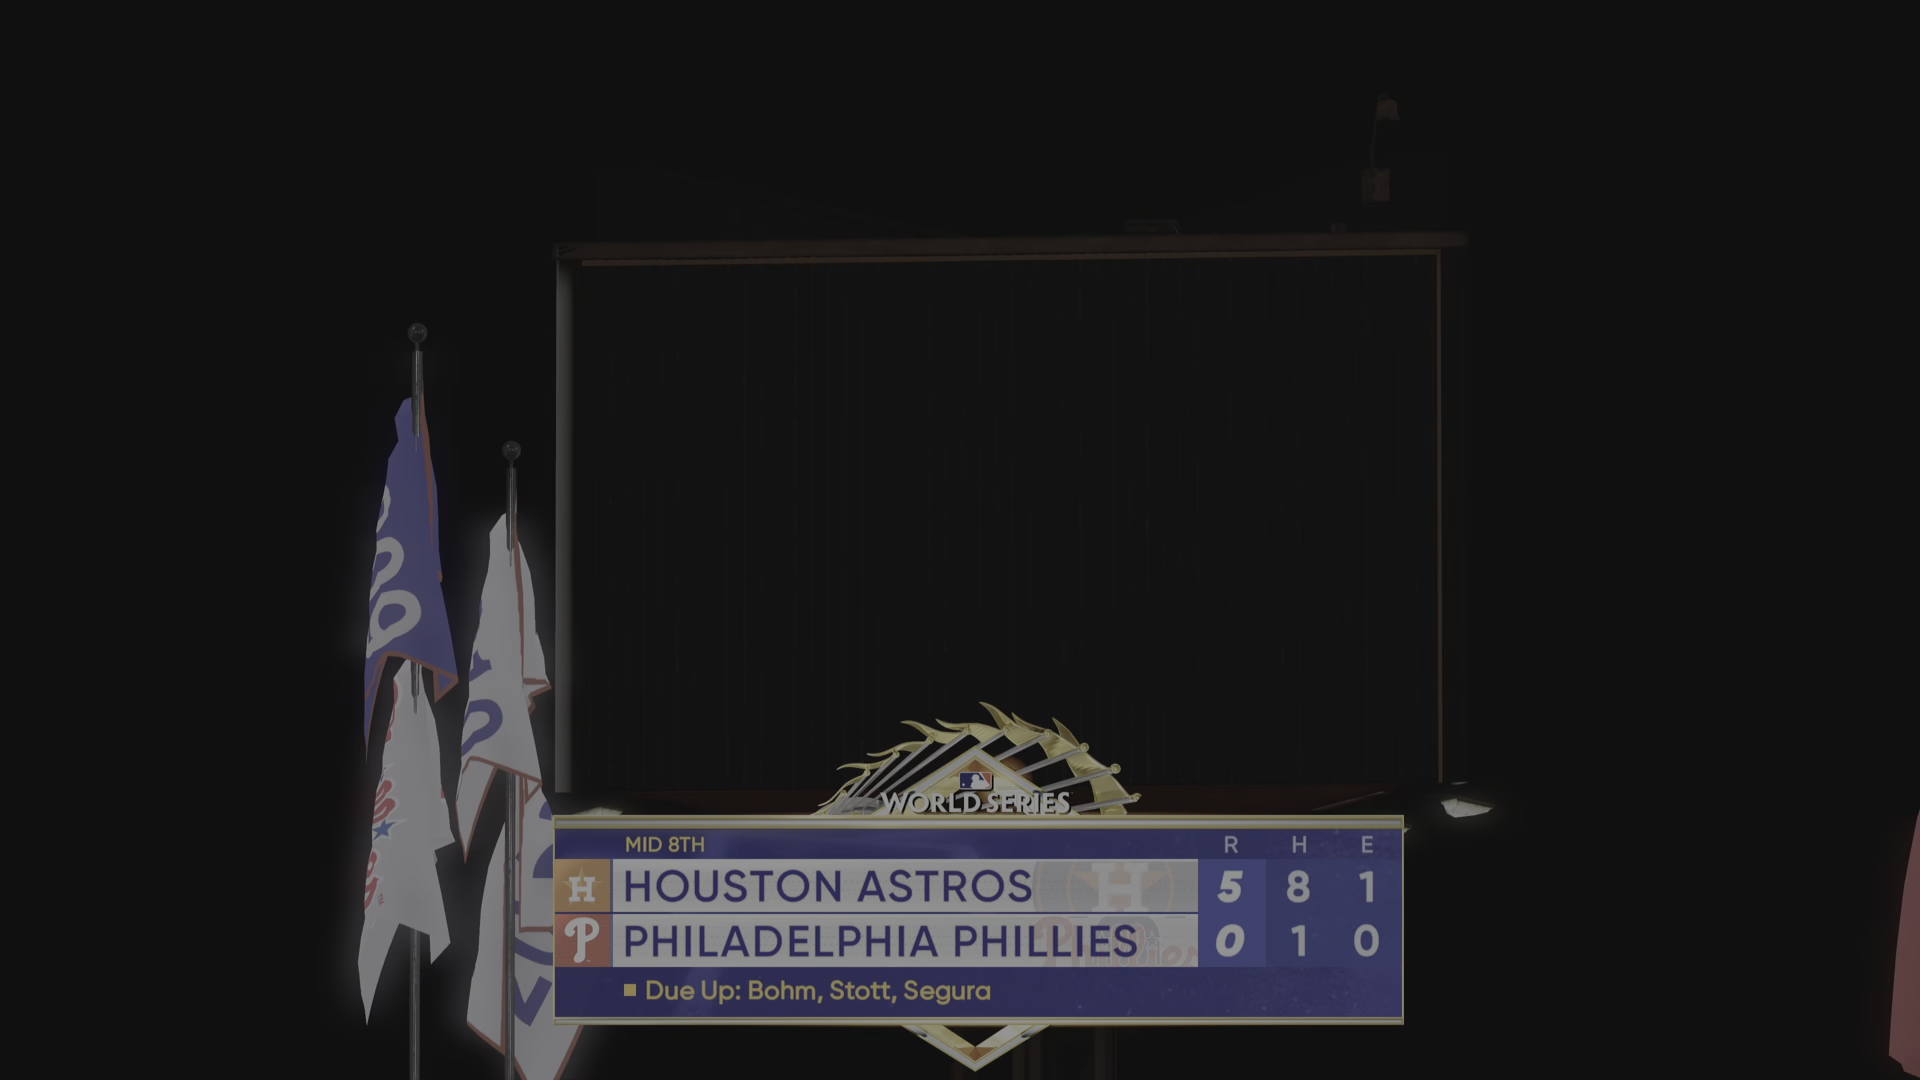 WORLD SERIES
MID 8TH R H E
H HOUSTON ASTROS 5 8 1
P PHILADELPHIA PHILLIES 0 1 0
Due Up: Bohm, Stott, Segura